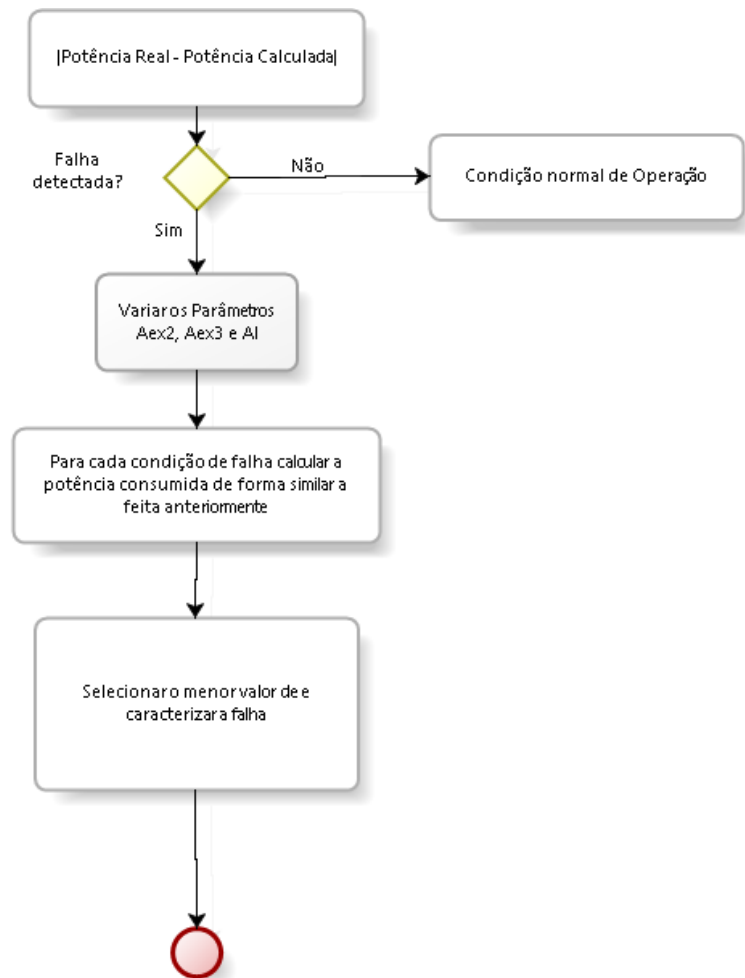 |Potência Real - Potência Calculada|
Falha
detectada?
Não
Condição normal de Operação
Sim
Variar os Parâmetros
Aex2, Aex3 e Al
Para cada condição de falha calcular a
potência consumida de forma similar a
feita anteriormente
Selecionar o menor valor de e
caracterizar a falha